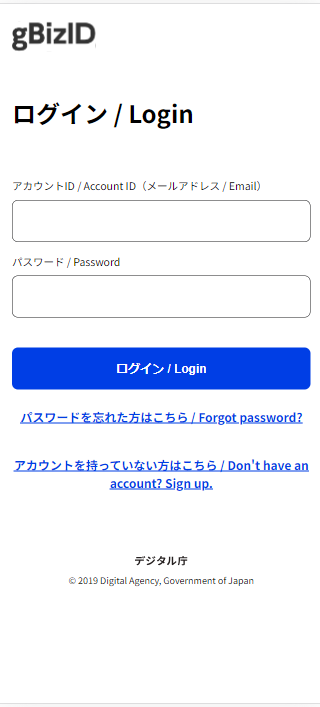 gBizID
ログイン / Login
アカウントID / Account ID（メールアドレス / Email）
パスワード / Password
ログイン / Login
パスワードを忘れた方はこちら / Forgot password?
アカウントを持っていない方はこちら / Don't have an
account? Sign up.
デジタル庁
© 2019 Digital Agency, Government of Japan